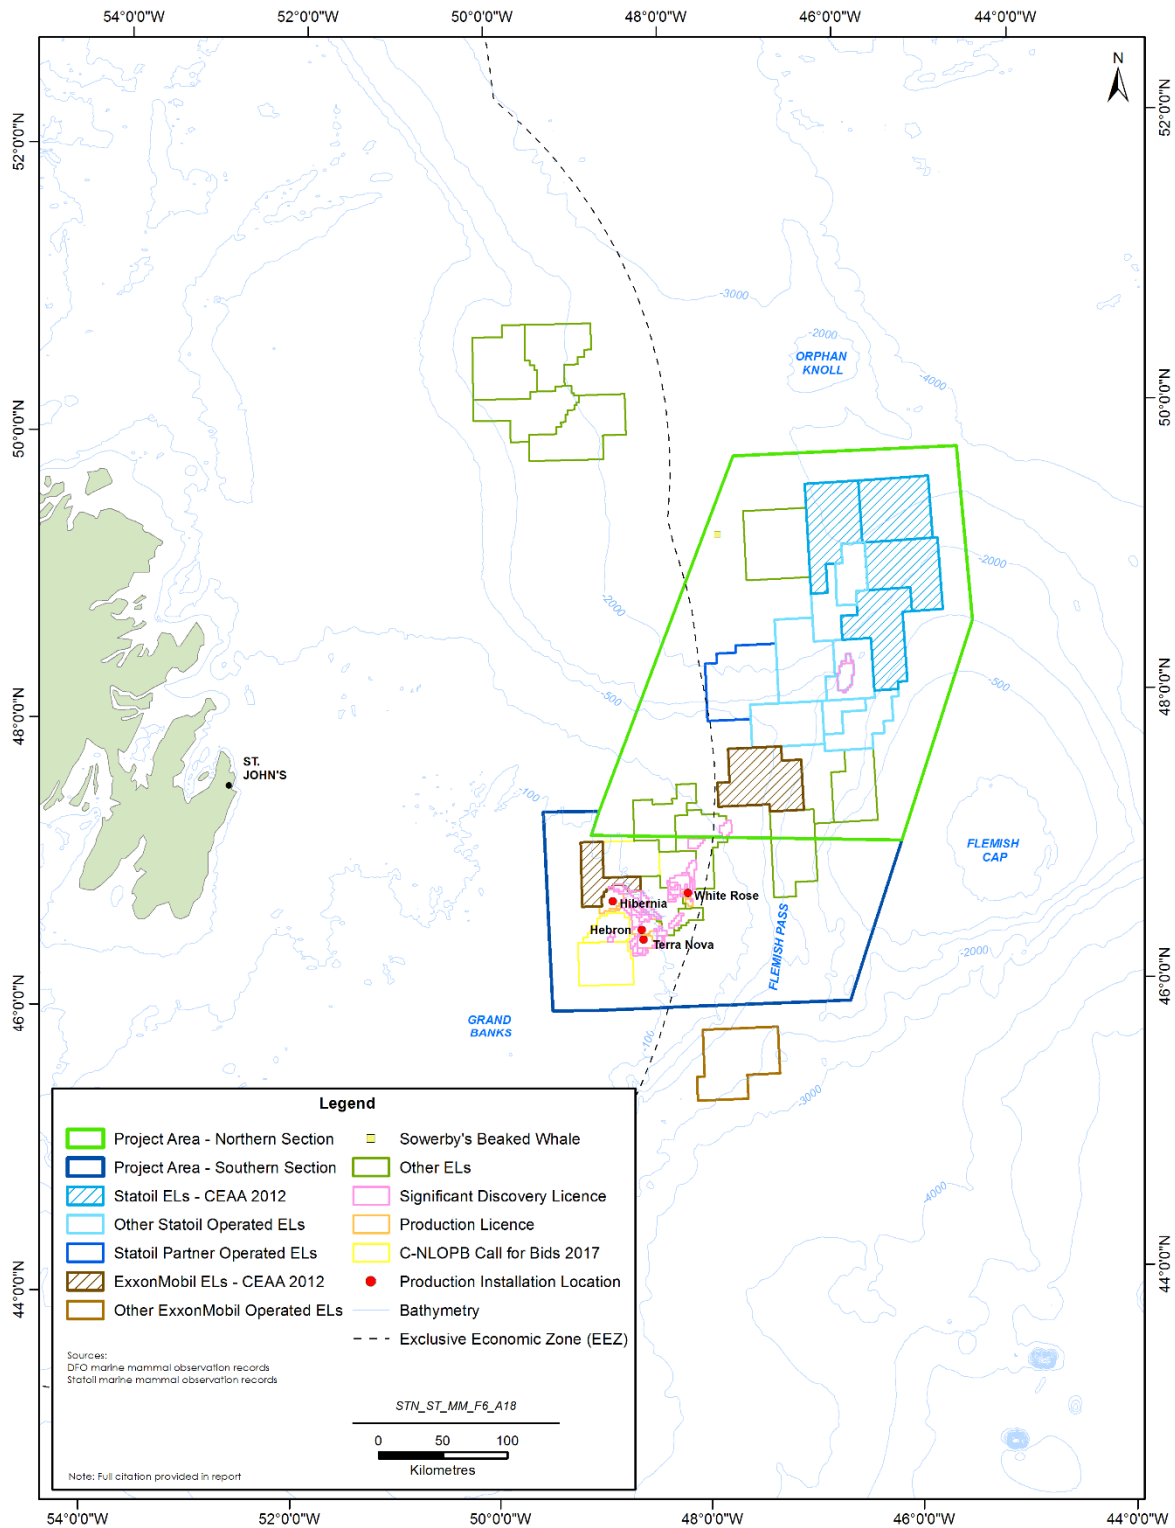 54°0'0"W 52°0'0"W 50°0'0"W 48°0'0"W 46°0'0"W 44°0'0"W
N
52°0'0"N
52°0'0"N
-3000
-2000
ORPHAN
KNOLL
-4000
50°0'0"N
50°0'0"N
-2000
-2000
-500
-500
48°0'0"N
48°0'0"N
ST.
JOHN'S
-100
FLEMISH
CAP
White Rose
Hibernia
Hebron
Terra Nova
FLEMISH PASS
-2000
46°0'0"N
46°0'0"N
GRAND
BANKS
-100
-3000
-4000
44°0'0"N
44°0'0"N
Legend
Project Area - Northern Section
Project Area - Southern Section
Statoil ELs - CEAA 2012
Other Statoil Operated ELs
Statoil Partner Operated ELs
ExxonMobil ELs - CEAA 2012
Other ExxonMobil Operated ELs
Sowerby's Beaked Whale
Other ELs
Significant Discovery Licence
Production Licence
C-NLOPB Call for Bids 2017
Production Installation Location
Bathymetry
Exclusive Economic Zone (EEZ)
Sources:
DFO marine mammal observation records
Statoil marine mammal observation records
STN_ST_MM_F6_A18
0 50 100
Kilometres
Note: Full citation provided in report
54°0'0"W 52°0'0"W 50°0'0"W 48°0'0"W 46°0'0"W 44°0'0"W